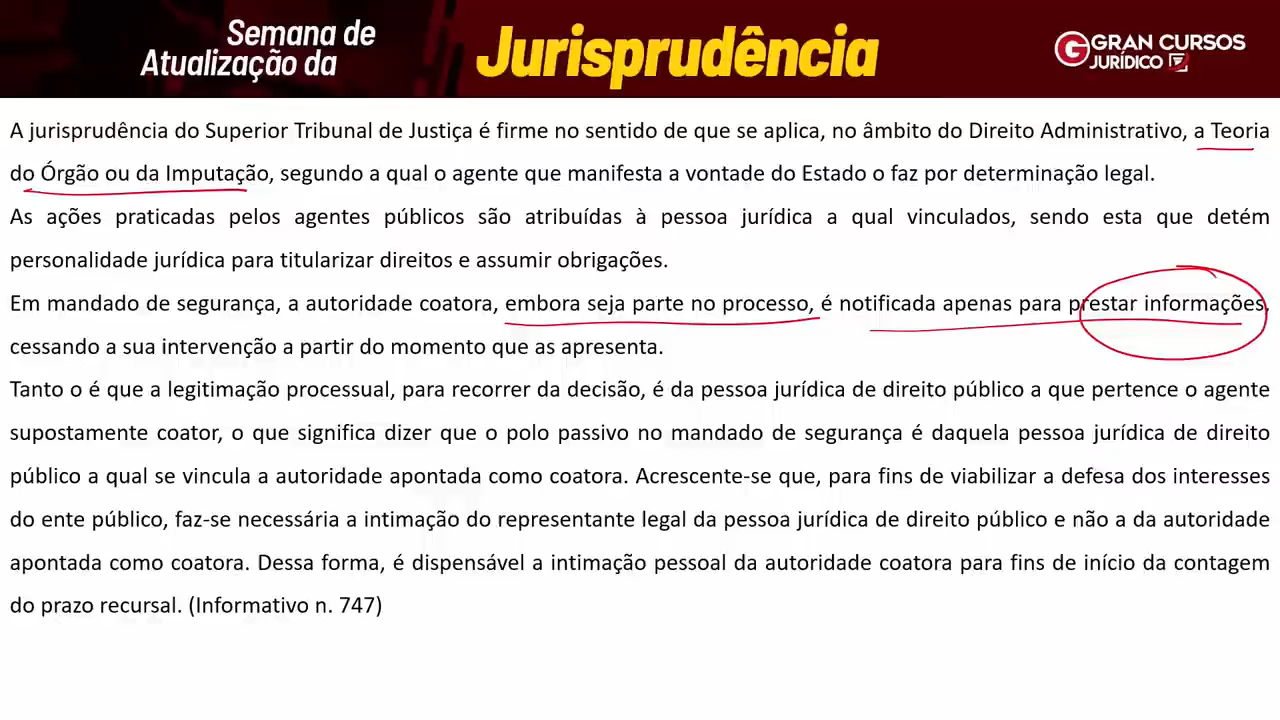 Semana de
Atualização da
Jurisprudência
GRAN CURSOS
JURÍDICO
A jurisprudência do Superior Tribunal de Justiça é firme no sentido de que se aplica, no âmbito do Direito Administrativo, a Teoria
do Órgão ou da Imputação, segundo a qual o agente que manifesta a vontade do Estado o faz por determinação legal.
As ações praticadas pelos agentes públicos são atribuídas à pessoa jurídica a qual vinculados, sendo esta que detém
personalidade jurídica para titularizar direitos e assumir obrigações.
Em mandado de segurança, a autoridade coatora, embora seja parte no processo, é notificada apenas para prestar informações,
cessando a sua intervenção a partir do momento que as apresenta.
Tanto o é que a legitimação processual, para recorrer da decisão, é da pessoa jurídica de direito público a que pertence o agente
supostamente coator, o que significa dizer que o polo passivo no mandado de segurança é daquela pessoa jurídica de direito
público a qual se vincula a autoridade apontada como coatora. Acrescente-se que, para fins de viabilizar a defesa dos interesses
do ente público, faz-se necessária a intimação do representante legal da pessoa jurídica de direito público e não a da autoridade
apontada como coatora. Dessa forma, é dispensável a intimação pessoal da autoridade coatora para fins de início da contagem
do prazo recursal. (Informativo n. 747)